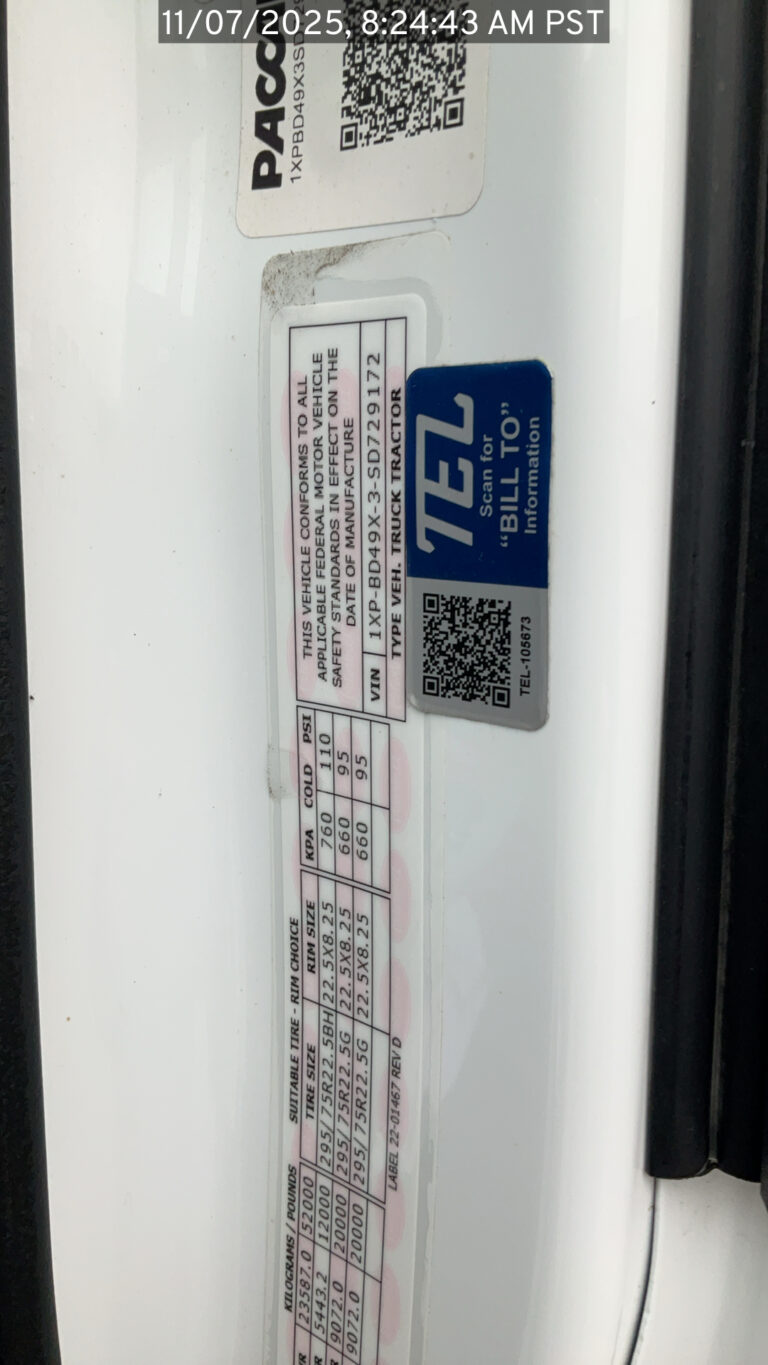 11/07/2025, 8:24:43 AM PST
1XPBD49X3SD
THIS VEHICLE CONFORMS TO ALL
APPLICABLE FEDERAL MOTOR VEHICLE
SAFETY STANDARDS IN EFFECT ON THE
DATE OF MANUFACTURE
VIN 1XP-BD49X-3-SD729172
TYPE VEH. TRUCK TRACTOR
TEL
Scan for
"BILL TO"
Information
TEL-105673
KILOGRAMS / POUNDS SUITABLE TIRE - RIM CHOICE
TIRE SIZE RIM SIZE KPA COLD PSI
23587.0 52000
5443.2 12000 295/75R22.5BH 22.5X8.25 760 110
9072.0 20000 295/75R22.5G 22.5X8.25 660 95
9072.0 20000 295/75R22.5G 22.5X8.25 660 95
LABEL 22-01467 REV D